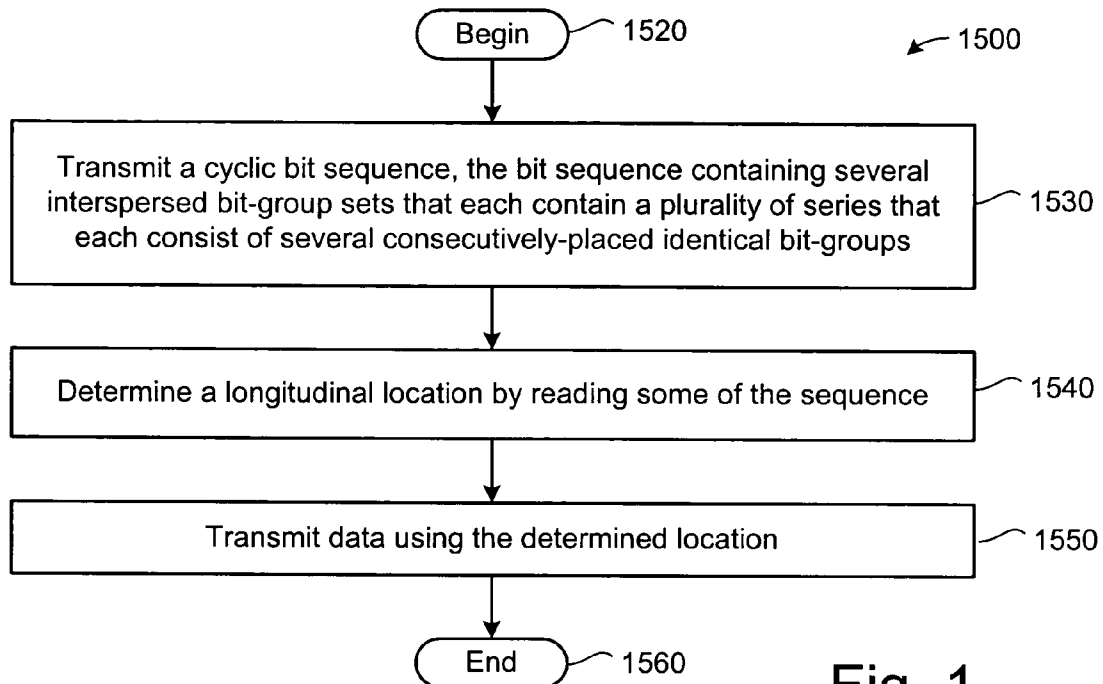 Begin
1520
1500
Transmit a cyclic bit sequence, the bit sequence containing several
interspersed bit-group sets that each contain a plurality of series that
each consist of several consecutively-placed identical bit-groups
1530
Determine a longitudinal location by reading some of the sequence
1540
Transmit data using the determined location
1550
End
1560
Fig. 1